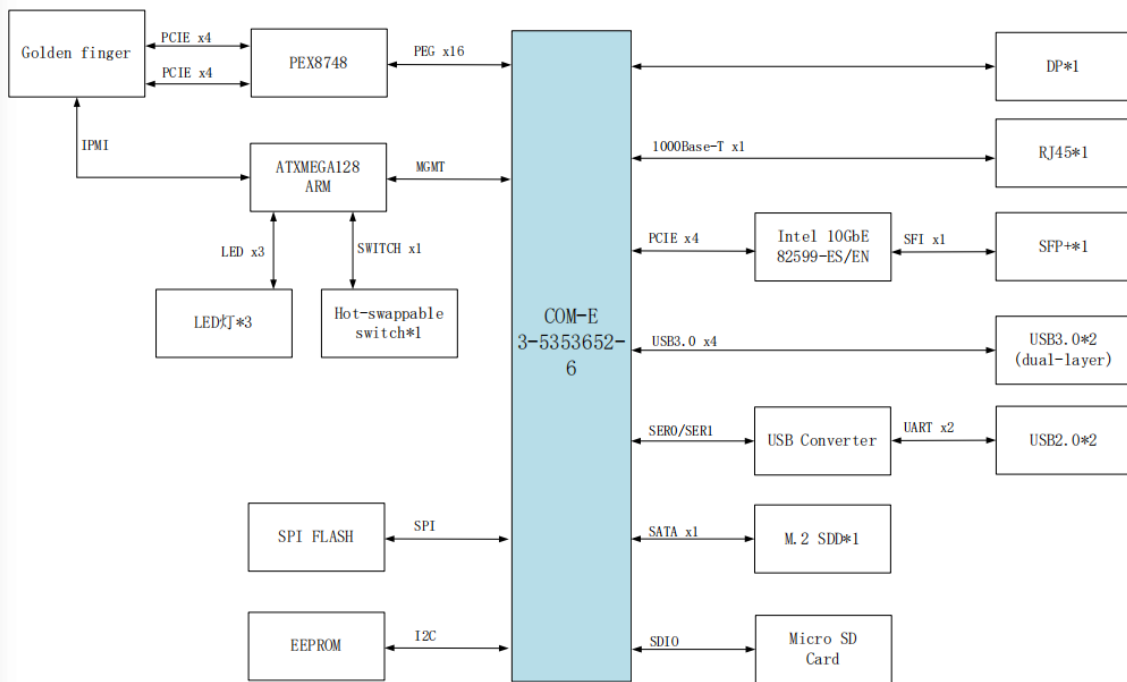 Golden finger
PCIE x4
PCIE x4
PEX8748
PEG x16
DP*1
IPMI
ATXMEGA128
ARM
MGMT
1000Base-T x1
RJ45*1
LED x3
SWITCH x1
PCIE x4
Intel 10GbE
82599-ES/EN
SFI x1
SFP+*1
LED灯*3
Hot-swappable
switch*1
COM-E
3-5353652-
6
USB3.0 x4
USB3.0*2
(dual-layer)
SER0/SER1
USB Converter
UART x2
USB2.0*2
SPI FLASH
SPI
SATA x1
M.2 SDD*1
EEPROM
I2C
SDIO
Micro SD
Card